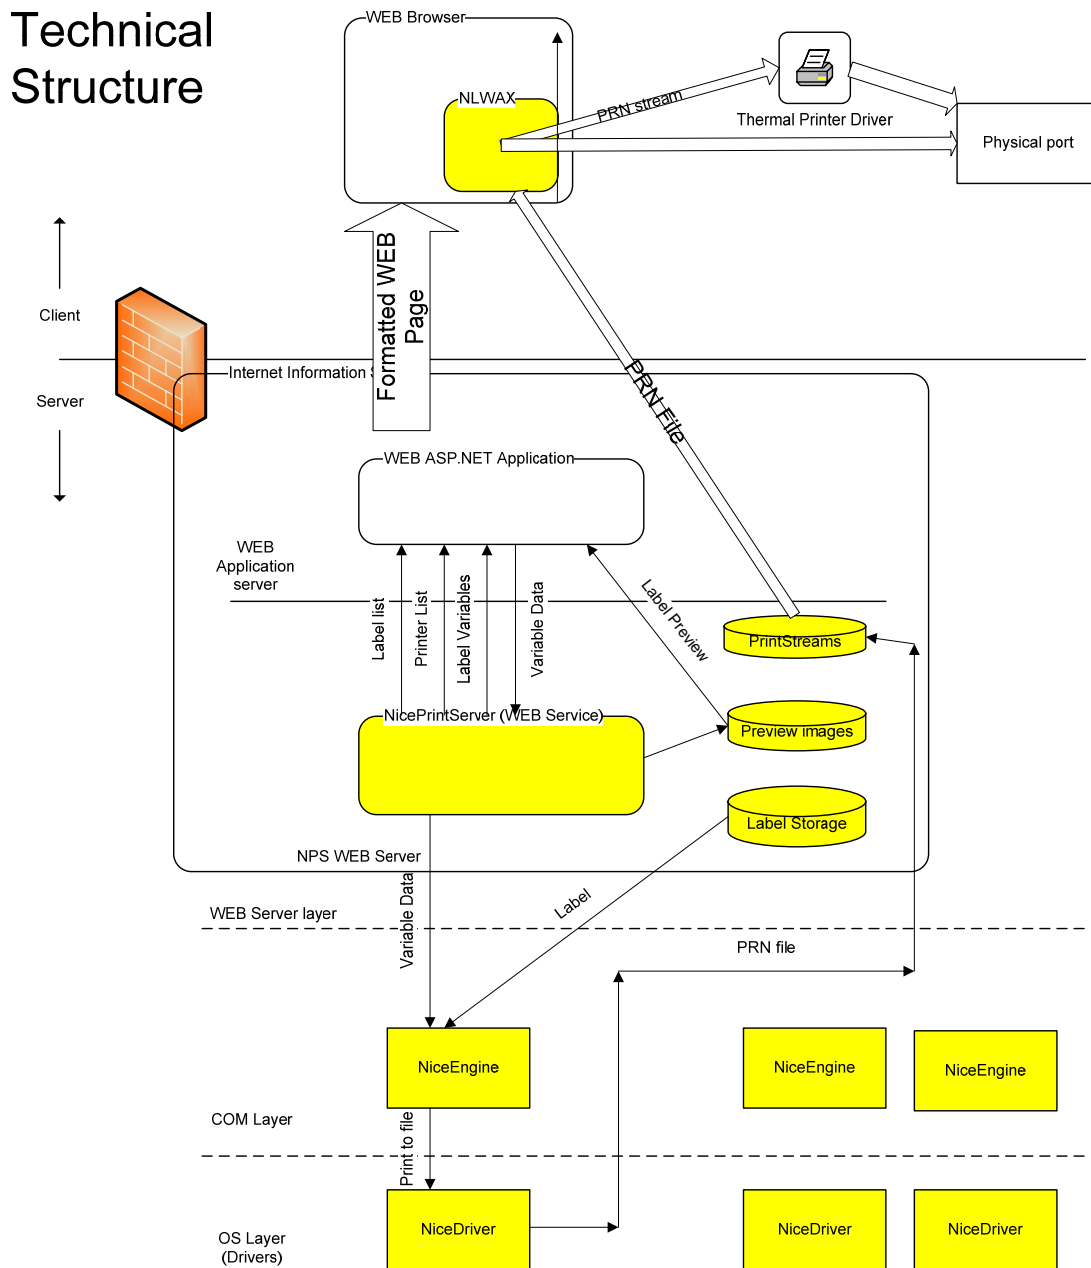 Technical
Structure
WEB Browser
NLWAX
PRN stream
Thermal Printer Driver
Physical port
Formatted WEB
Page
Client
Server
Internet Information S
PRN File
WEB ASP.NET Application
WEB
Application
server
Label list
Printer List
Label Variables
Variable Data
Label Preview
PrintStreams
NicePrintServer (WEB Service)
Preview images
Label Storage
NPS WEB Server
Variable Data
Label
WEB Server layer
PRN file
NiceEngine
NiceEngine
NiceEngine
COM Layer
Print to file
NiceDriver
NiceDriver
NiceDriver
OS Layer
(Drivers)